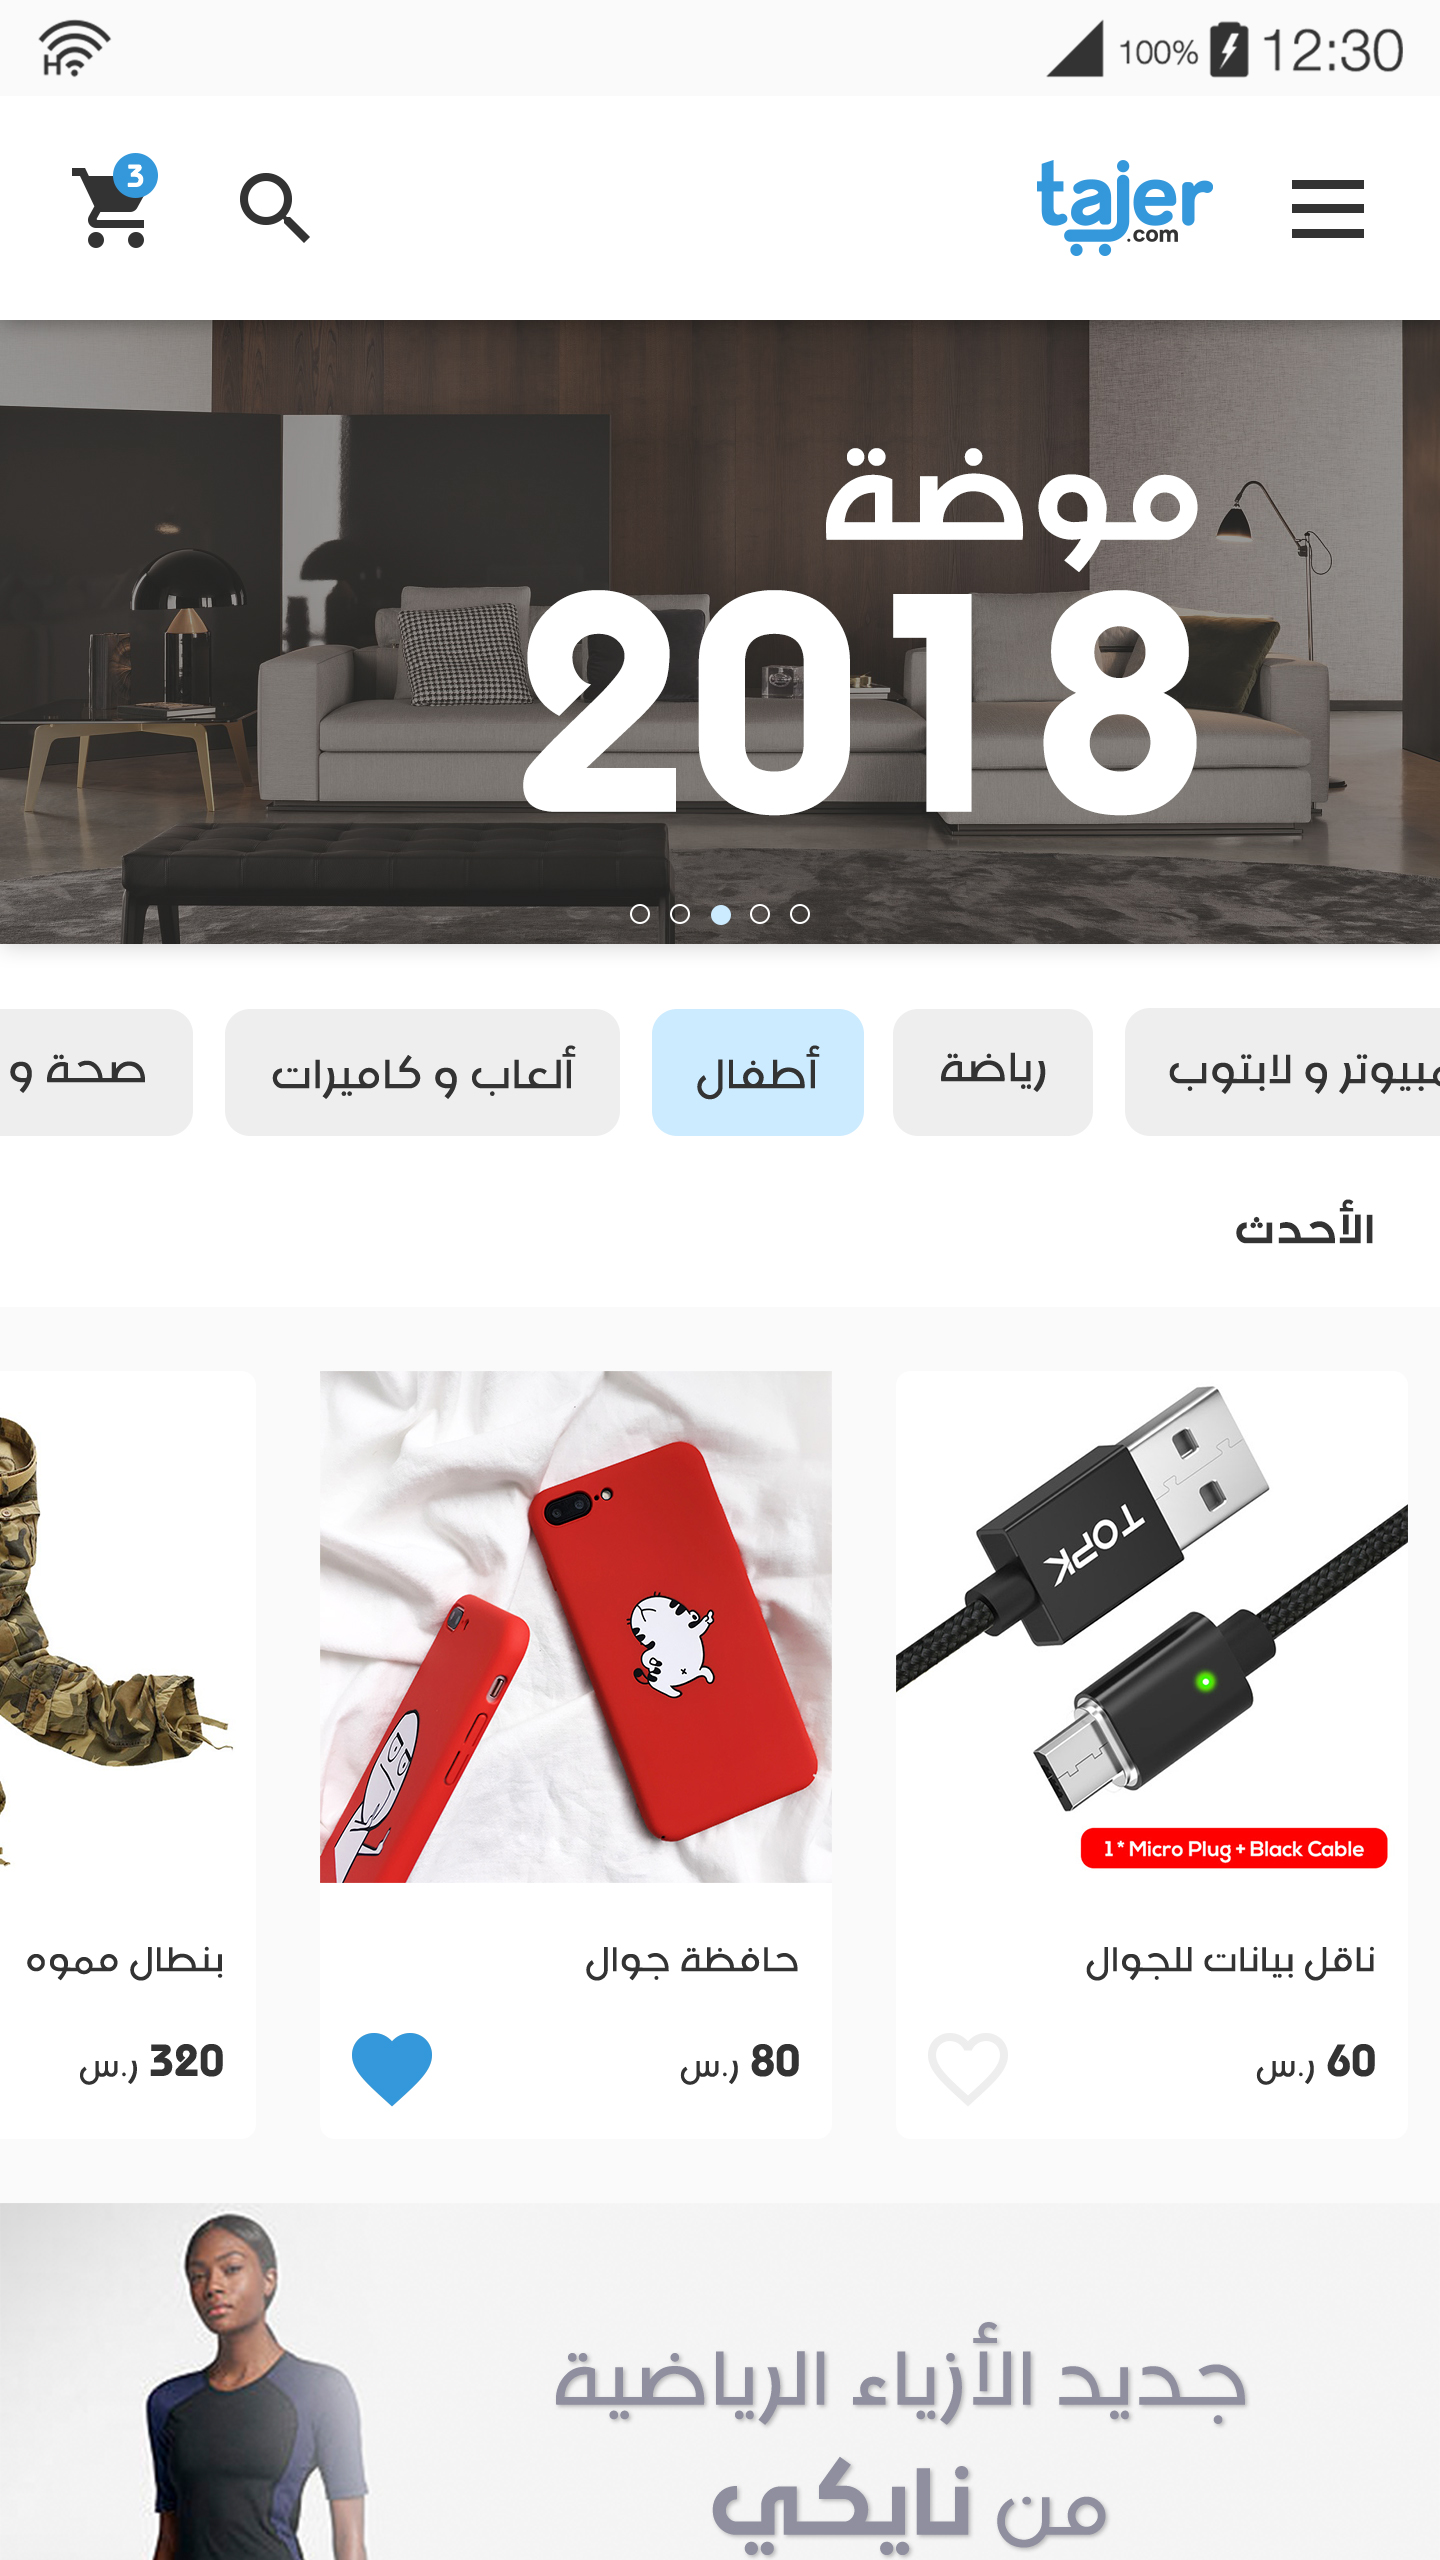 100% 12:30
3
tajer
.com
موضة
2018
رياضة
أطفال
ألعاب و كاميرات
صحة و
و لابتوب
الأحدث
TOPK
1 * Micro Plug + Black Cable
ناقل بيانات للجوال
60 ر.س
حافظة جوال
80 ر.س
بنطال مموه
320 ر.س
جديد الأزياء الرياضية
من نايكي